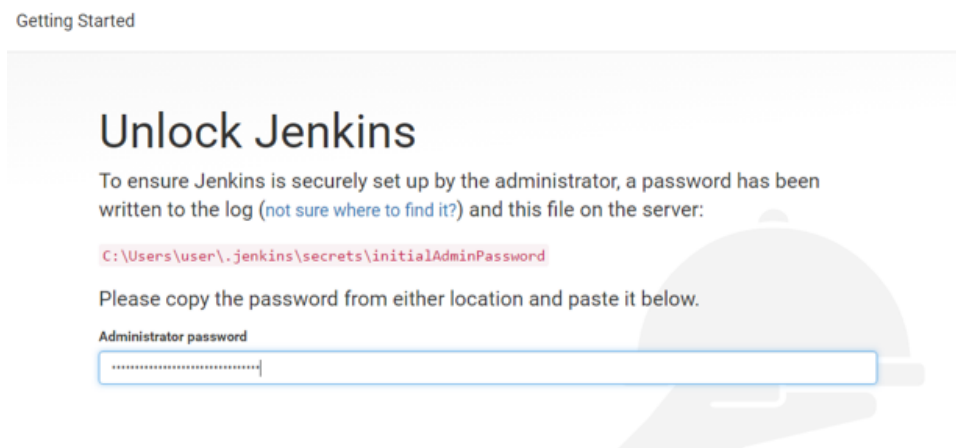 Getting Started
Unlock Jenkins
To ensure Jenkins is securely set up by the administrator, a password has been
written to the log (not sure where to find it?) and this file on the server:
C:\Users\user\.jenkins\secrets\initialAdminPassword
Please copy the password from either location and paste it below.
Administrator password
••••••••••••••••••••••••••••••••